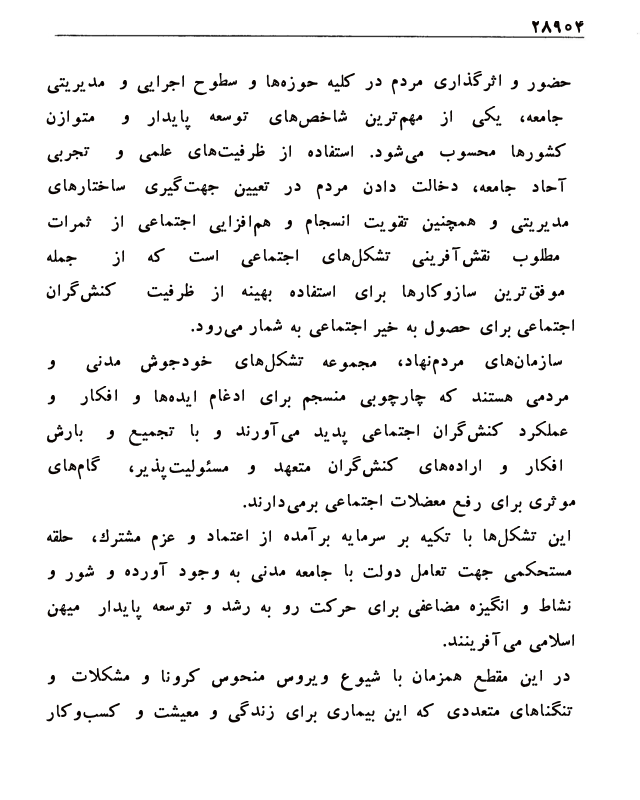 ۲۸۹۰۴
حضور و اثرگذاری مردم در کلیه حوزه‌ها و سطوح اجرایی و مدیریتی
جامعه، یکی از مهم‌ترین شاخص‌های توسعه پایدار و متوازن
کشورها محسوب می‌شود. استفاده از ظرفیت‌های علمی و تجربی
آحاد جامعه، دخالت دادن مردم در تعیین جهت‌گیری ساختارهای
مدیریتی و همچنین تقویت انسجام و هم‌افزایی اجتماعی از ثمرات
مطلوب نقش‌آفرینی تشکل‌های اجتماعی است که از جمله
موفق‌ترین سازوکارها برای استفاده بهینه از ظرفیت کنش‌گران
اجتماعی برای حصول به خیر اجتماعی به شمار می‌رود.
سازمان‌های مردم‌نهاد، مجموعه تشکل‌های خودجوش مدنی و
مردمی هستند که چارچوبی منسجم برای ادغام ایده‌ها و افکار و
عملکرد کنش‌گران اجتماعی پدید می‌آورند و با تجمیع و بارش
افکار و اراده‌های کنش‌گران متعهد و مسئولیت‌پذیر، گام‌های
موثری برای رفع معضلات اجتماعی برمی‌دارند.
این تشکل‌ها با تکیه بر سرمایه برآمده از اعتماد و عزم مشترك، حلقه
مستحکمی جهت تعامل دولت با جامعه مدنی به وجود آورده و شور و
نشاط و انگیزه مضاعفی برای حرکت رو به رشد و توسعه پایدار میهن
اسلامی می‌آفرینند.
در این مقطع همزمان با شیوع ویروس منحوس کرونا و مشکلات و
تنگناهای متعددی که این بیماری برای زندگی و معیشت و کسب‌وکار